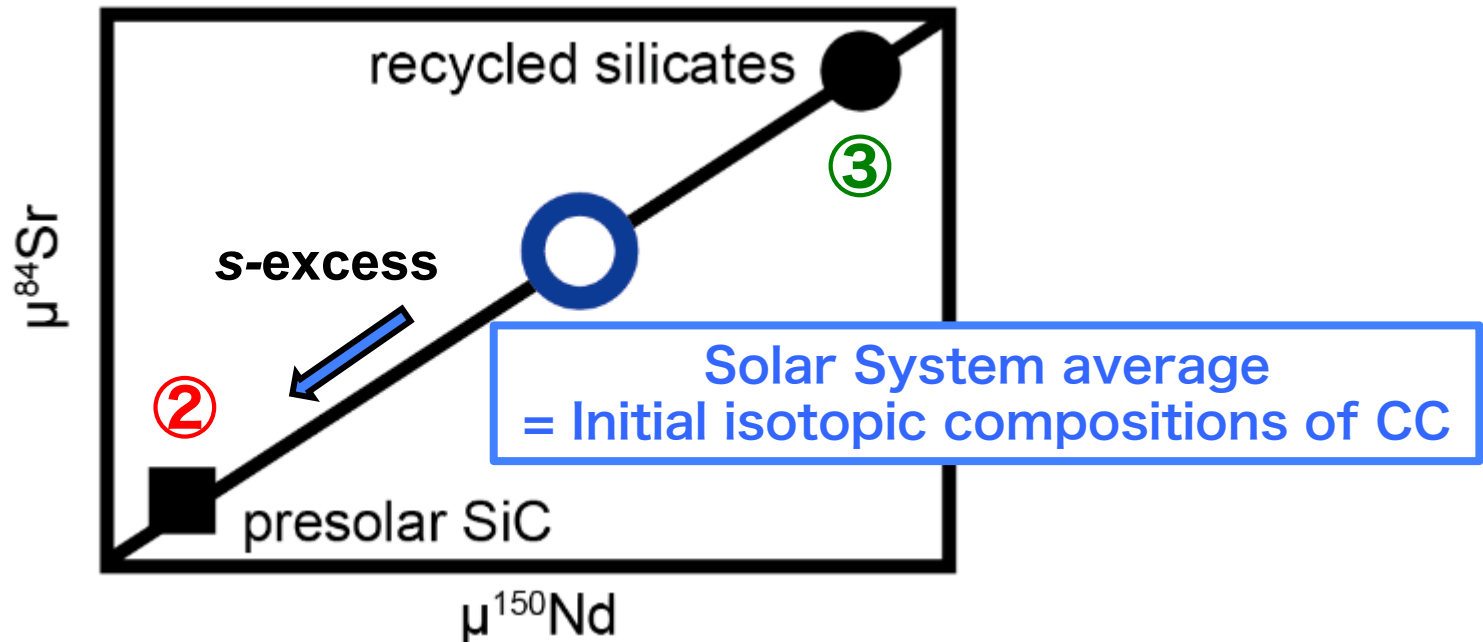 recycled silicates
③
μ⁸⁴Sr
s-excess
Solar System average
= Initial isotopic compositions of CC
②
presolar SiC
μ¹⁵⁰Nd